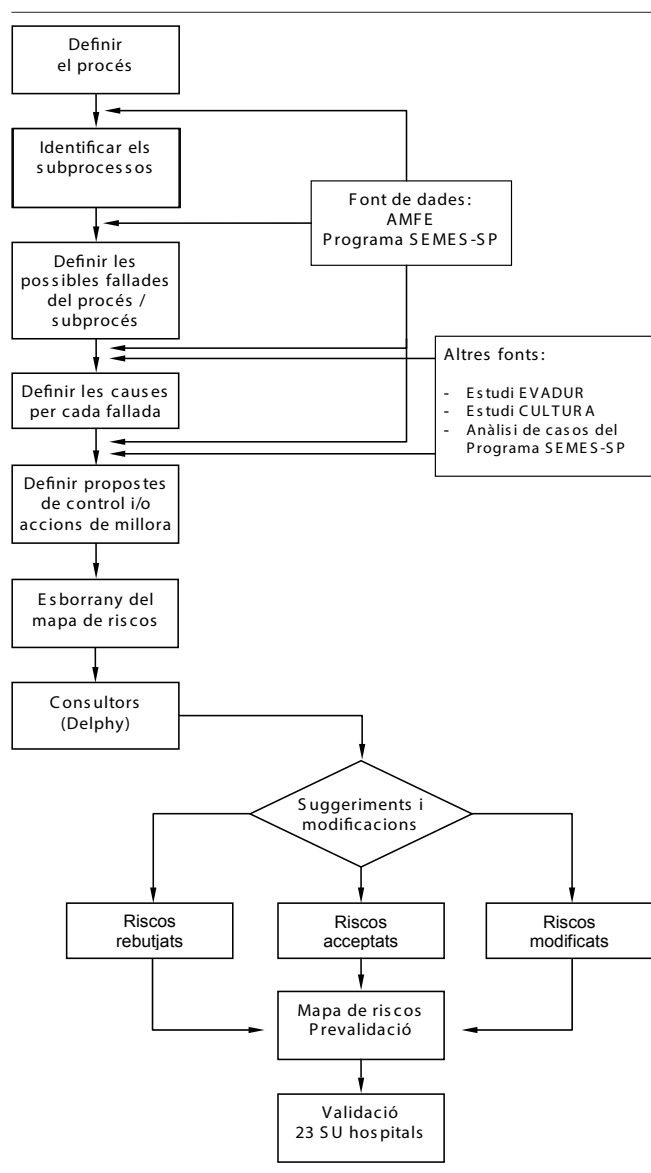 Definir
el procés
Identificar els
subprocessos
Font de dades:
AMFE
Programa SEMES-SP
Definir les
possibles fallades
del procés /
subprocés
Altres fonts:
- Estudi EVADUR
- Estudi CULTURA
- Anàlisi de casos del
Programa SEMES-SP
Definir les causes
per cada fallada
Definir propostes
de control i/o
accions de millora
Esborrany del
mapa de riscos
Consultors
(Delphy)
Suggeriments i
modificacions
Riscos
rebutjats
Riscos
acceptats
Riscos
modificats
Mapa de riscos
Prevalidació
Validació
23 SU hospitals